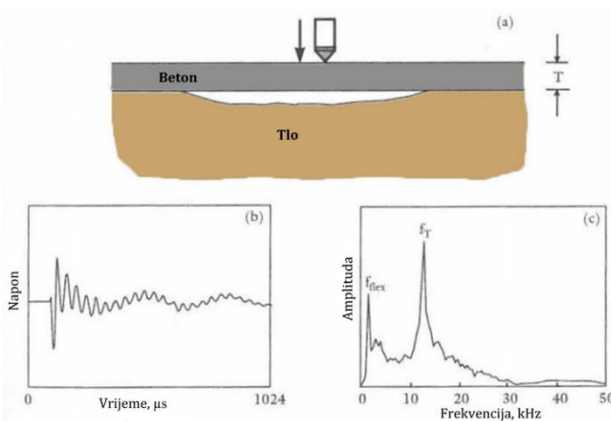 (a)
Beton
T
Tlo
(b)
Napon
0
Vrijeme, µs
1024
(c)
f_T
f_flex
Amplituda
0 10 20 30 40 50
Frekvencija, kHz